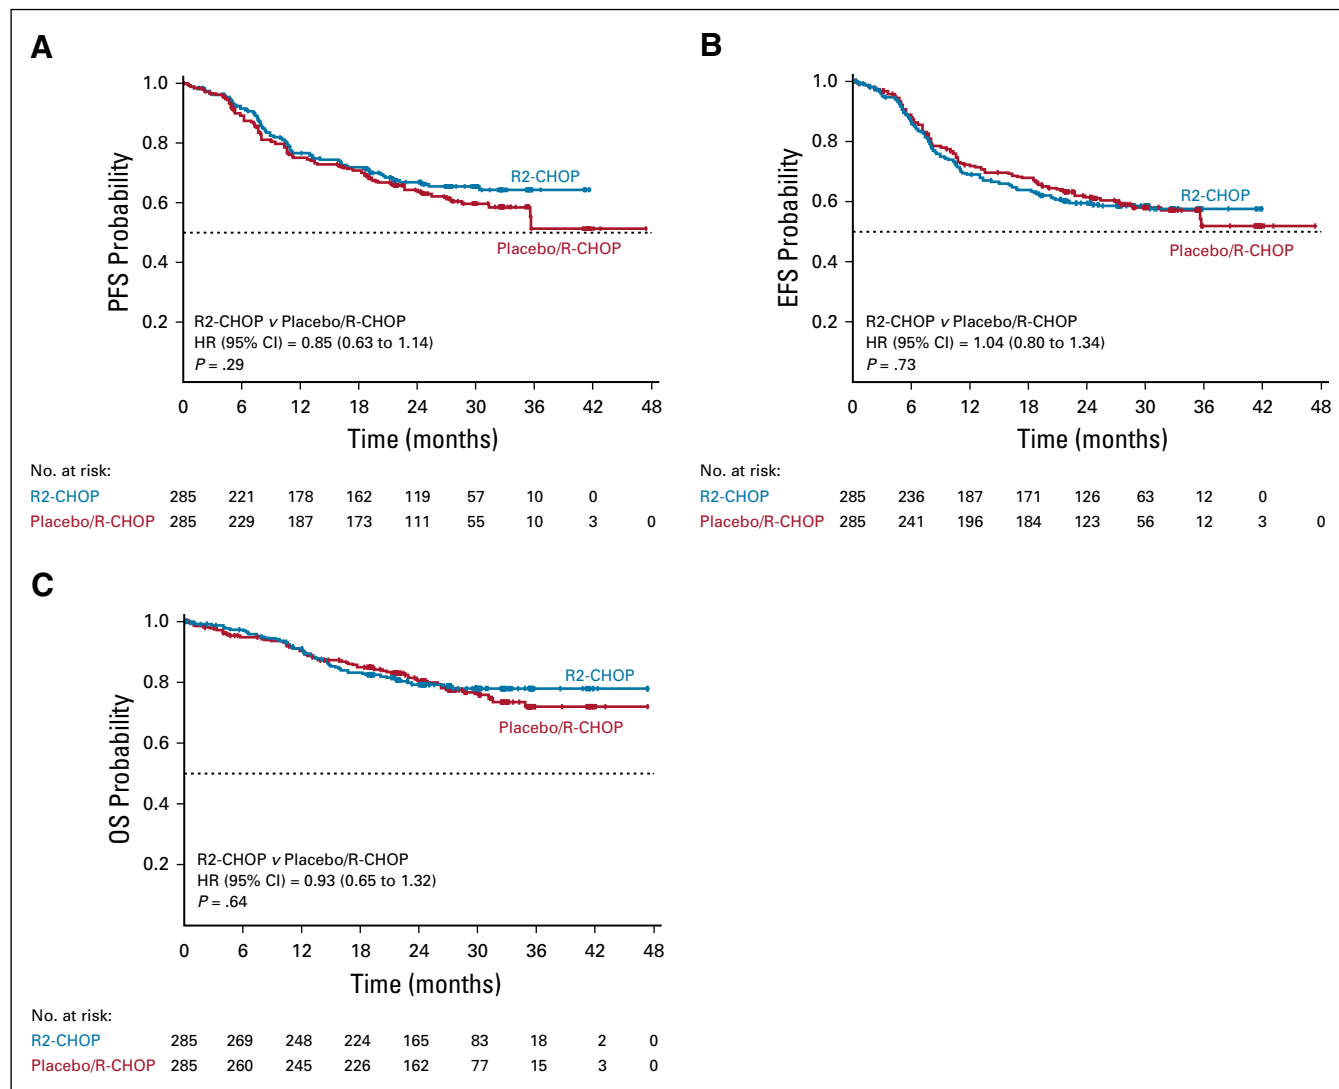 A
PFS Probability
1.0
0.8
0.6
0.4
0.2
R2-CHOP
Placebo/R-CHOP
R2-CHOP v Placebo/R-CHOP
HR (95% CI) = 0.85 (0.63 to 1.14)
P = .29
0 6 12 18 24 30 36 42 48
Time (months)
No. at risk:
R2-CHOP 285 221 178 162 119 57 10 0
Placebo/R-CHOP 285 229 187 173 111 55 10 3 0
B
EFS Probability
1.0
0.8
0.6
0.4
0.2
R2-CHOP
Placebo/R-CHOP
R2-CHOP v Placebo/R-CHOP
HR (95% CI) = 1.04 (0.80 to 1.34)
P = .73
0 6 12 18 24 30 36 42 48
Time (months)
No. at risk:
R2-CHOP 285 236 187 171 126 63 12 0
Placebo/R-CHOP 285 241 196 184 123 56 12 3 0
C
OS Probability
1.0
0.8
0.6
0.4
0.2
R2-CHOP
Placebo/R-CHOP
R2-CHOP v Placebo/R-CHOP
HR (95% CI) = 0.93 (0.65 to 1.32)
P = .64
0 6 12 18 24 30 36 42 48
Time (months)
No. at risk:
R2-CHOP 285 269 248 224 165 83 18 2 0
Placebo/R-CHOP 285 260 245 226 162 77 15 3 0